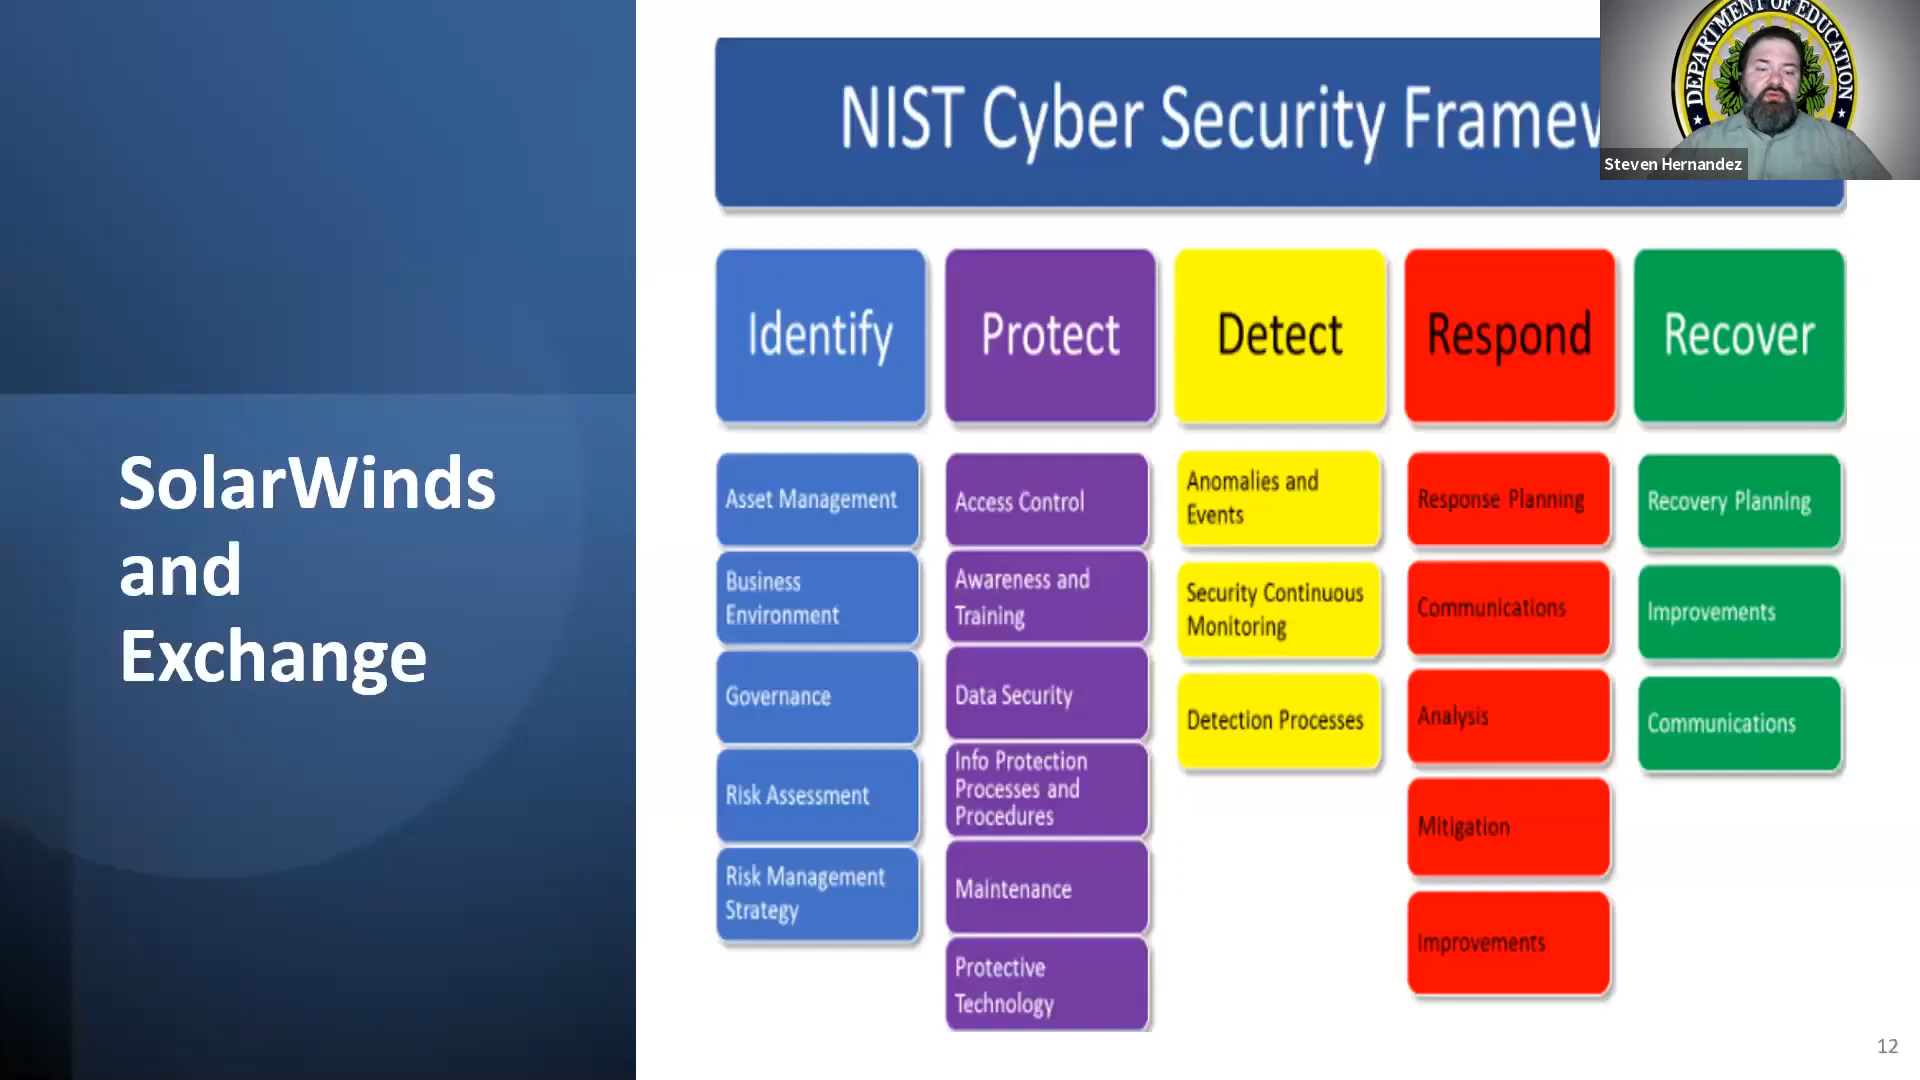 SolarWinds
and
Exchange
NIST Cyber Security
DEPARTMENT OF EDUCATION
Steven Hernandez
Identify
Protect
Detect
Respond
Recover
Asset Management
Business
Environment
Governance
Risk Assessment
Risk Management
Strategy
Access Control
Awareness and
Training
Data Security
Info Protection
Processes and
Procedures
Maintenance
Protective
Technology
Anomalies and
Events
Security Continuous
Monitoring
Detection Processes
Response Planning
Communications
Analysis
Mitigation
Improvements
Recovery Planning
Improvements
Communications
12